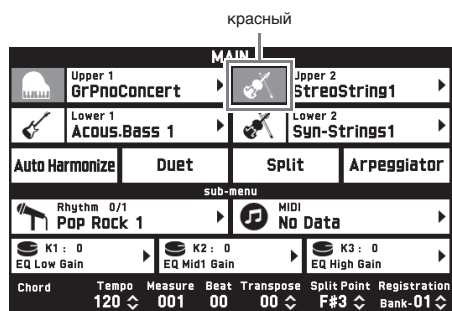 красный
MAIN
Upper 1
GrPnoConcert
Upper 2
StreoString1
Lower 1
Acous.Bass 1
Lower 2
Syn-Strings1
Auto Harmonize Duet Split Arpeggiator
sub-menu
Rhythm 0/1
Pop Rock 1
MIDI
No Data
K1 : 0
EQ Low Gain
K2 : 0
EQ Mid1 Gain
K3 : 0
EQ High Gain
Chord Tempo Measure Beat Transpose Split Point Registration
120 001 00 00 F#3 Bank-01